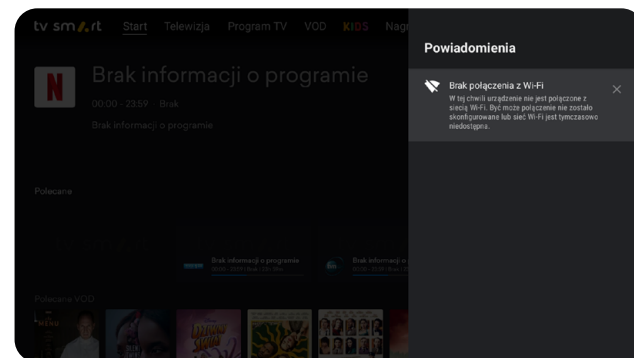 tv smart Start Telewizja Program TV VOD KIDS Nagr
Powiadomienia
N
Brak informacji o programie
00:00 - 23:59 Brak
Brak informacji o programie
Brak połączenia z Wi-Fi
W tej chwili urządzenie nie jest połączone z
siecią Wi-Fi. Być może połączenie nie zostało
skonfigurowane lub sieć Wi-Fi jest tymczasowo
niedostępna.
Polecane
Brak informacji o programie
Brak informacji o p
Polecane VOD
MENU